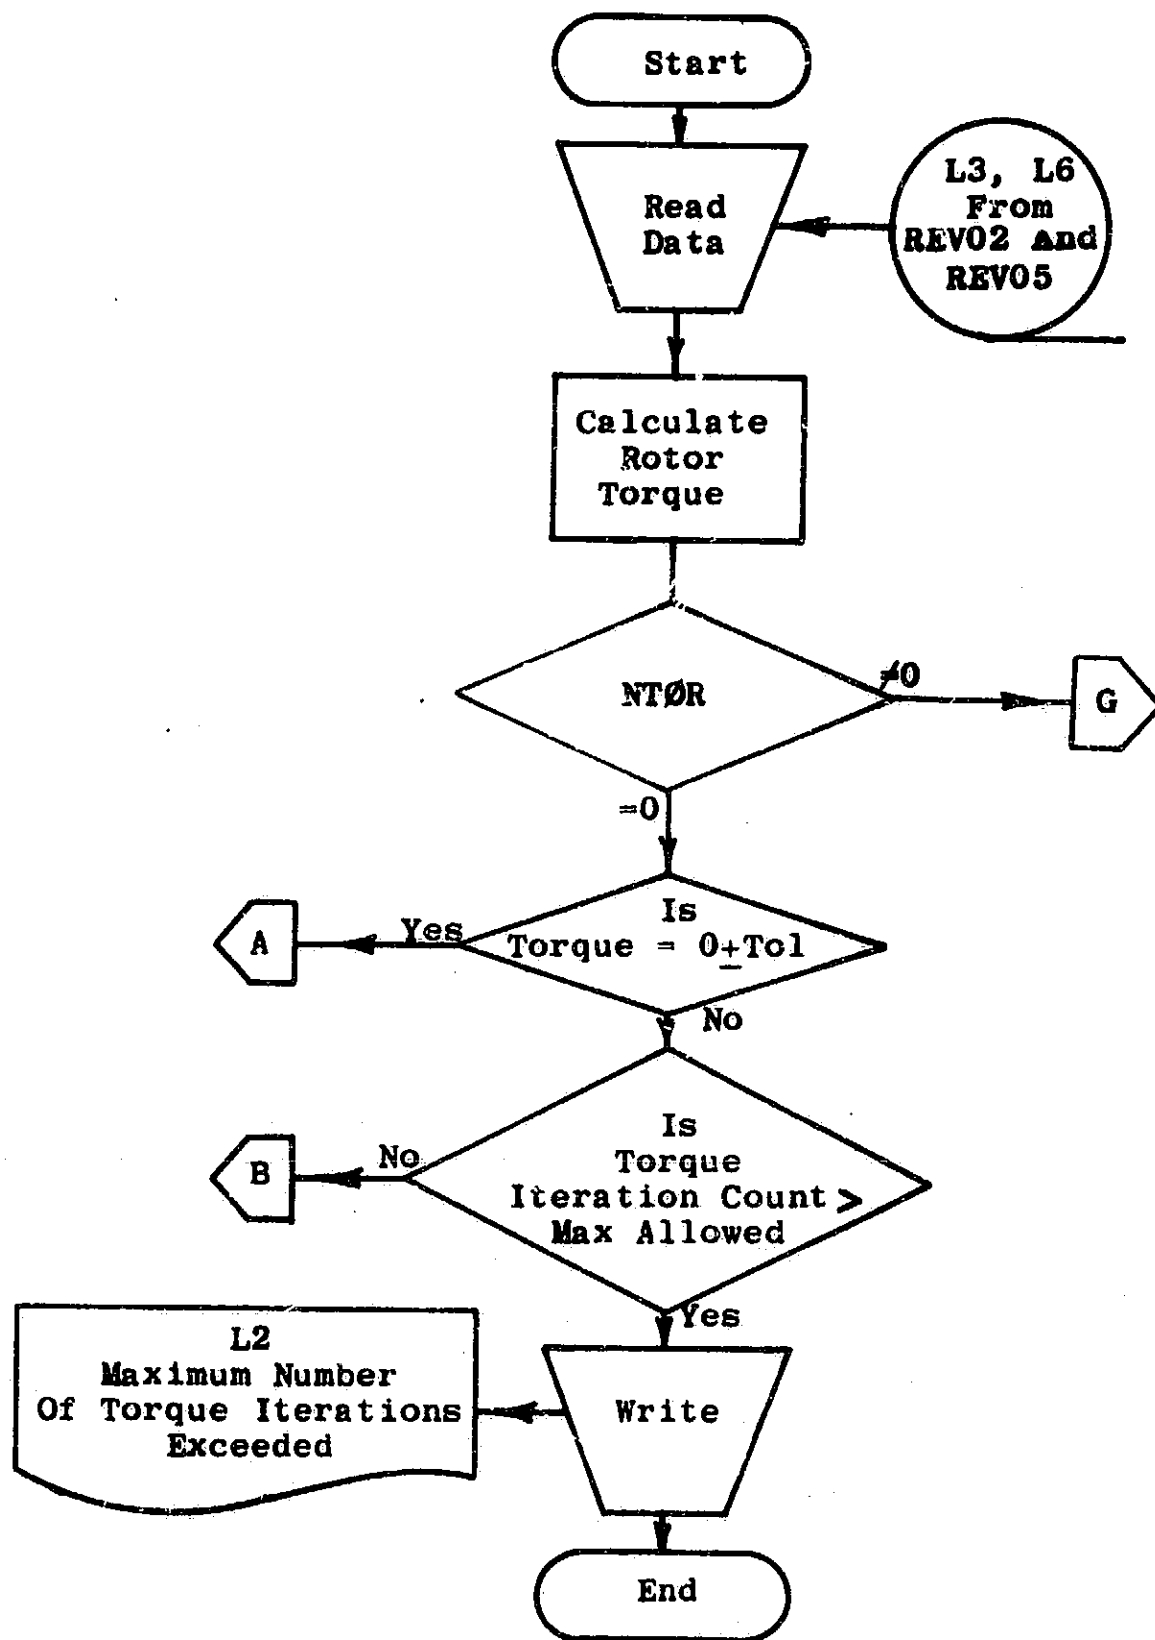 Start
Read
Data
L3, L6
From
REV02 And
REV05
Calculate
Rotor
Torque
NTØR
≠0
G
=0
Is
Torque = 0±Tol
Yes
A
No
Is
Torque
Iteration Count >
Max Allowed
No
B
Yes
L2
Maximum Number
Of Torque Iterations
Exceeded
Write
End